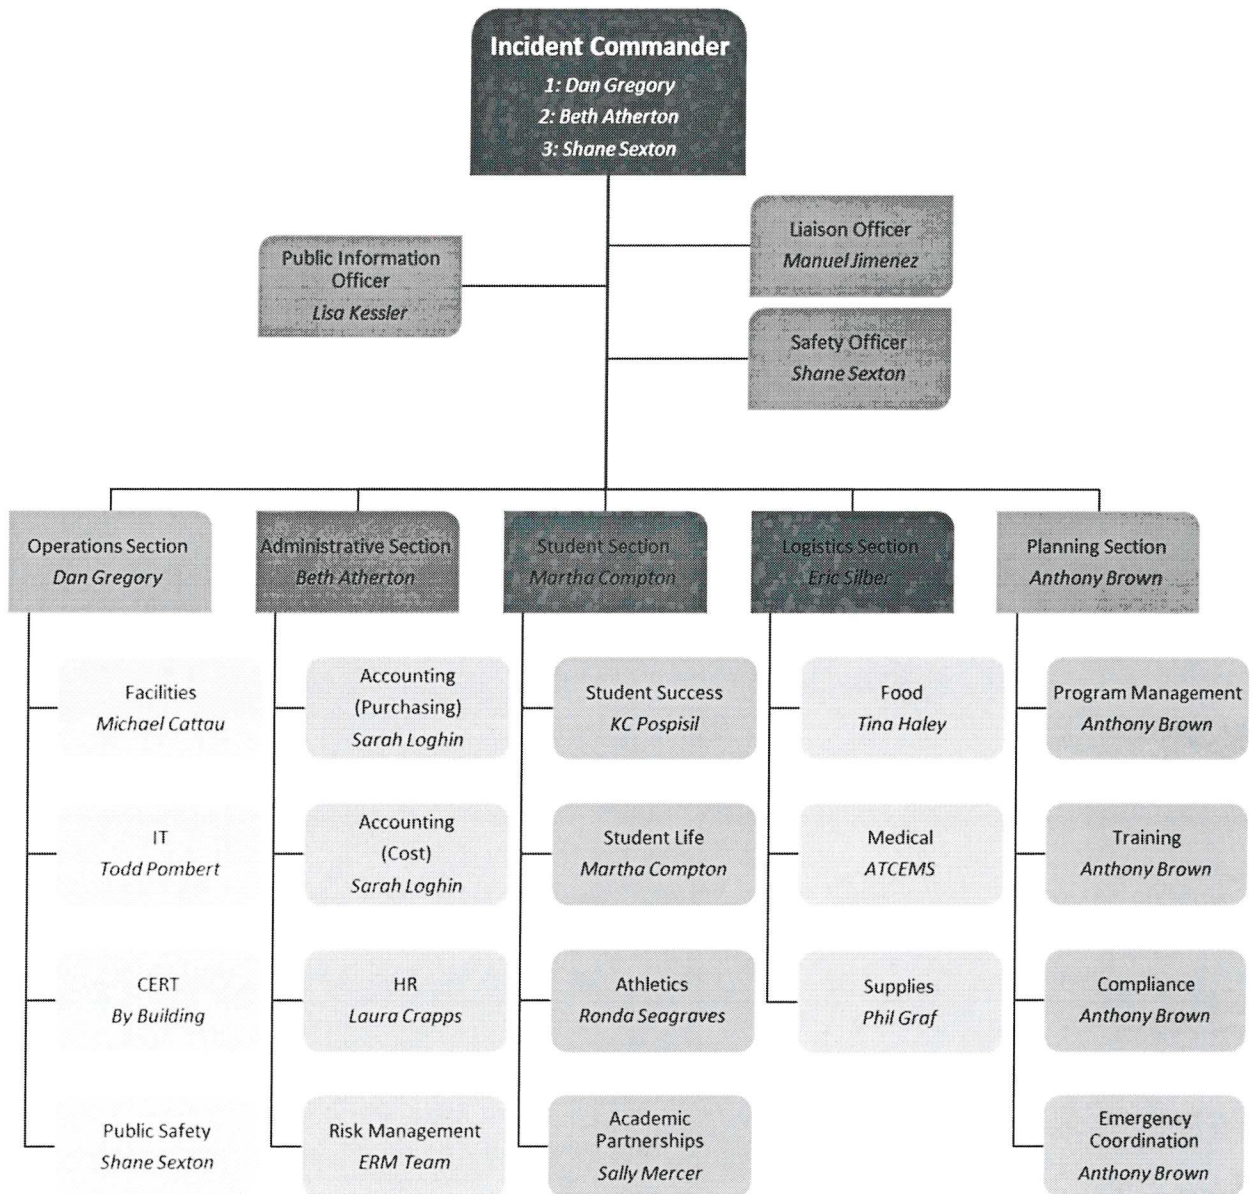 Incident Commander
1: Dan Gregory
2: Beth Atherton
3: Shane Sexton
Liaison Officer
Manuel Jimenez
Public Information
Officer
Lisa Kessler
Safety Officer
Shane Sexton
Operations Section
Dan Gregory
Administrative Section
Beth Atherton
Student Section
Martha Compton
Logistics Section
Eric Silber
Planning Section
Anthony Brown
Facilities
Michael Cattau
IT
Todd Pombert
CERT
By Building
Public Safety
Shane Sexton
Accounting
(Purchasing)
Sarah Loghin
Accounting
(Cost)
Sarah Loghin
HR
Laura Crapps
Risk Management
ERM Team
Student Success
KC Pospisil
Student Life
Martha Compton
Athletics
Ronda Seagraves
Academic
Partnerships
Sally Mercer
Food
Tina Haley
Medical
ATCEMS
Supplies
Phil Graf
Program Management
Anthony Brown
Training
Anthony Brown
Compliance
Anthony Brown
Emergency
Coordination
Anthony Brown